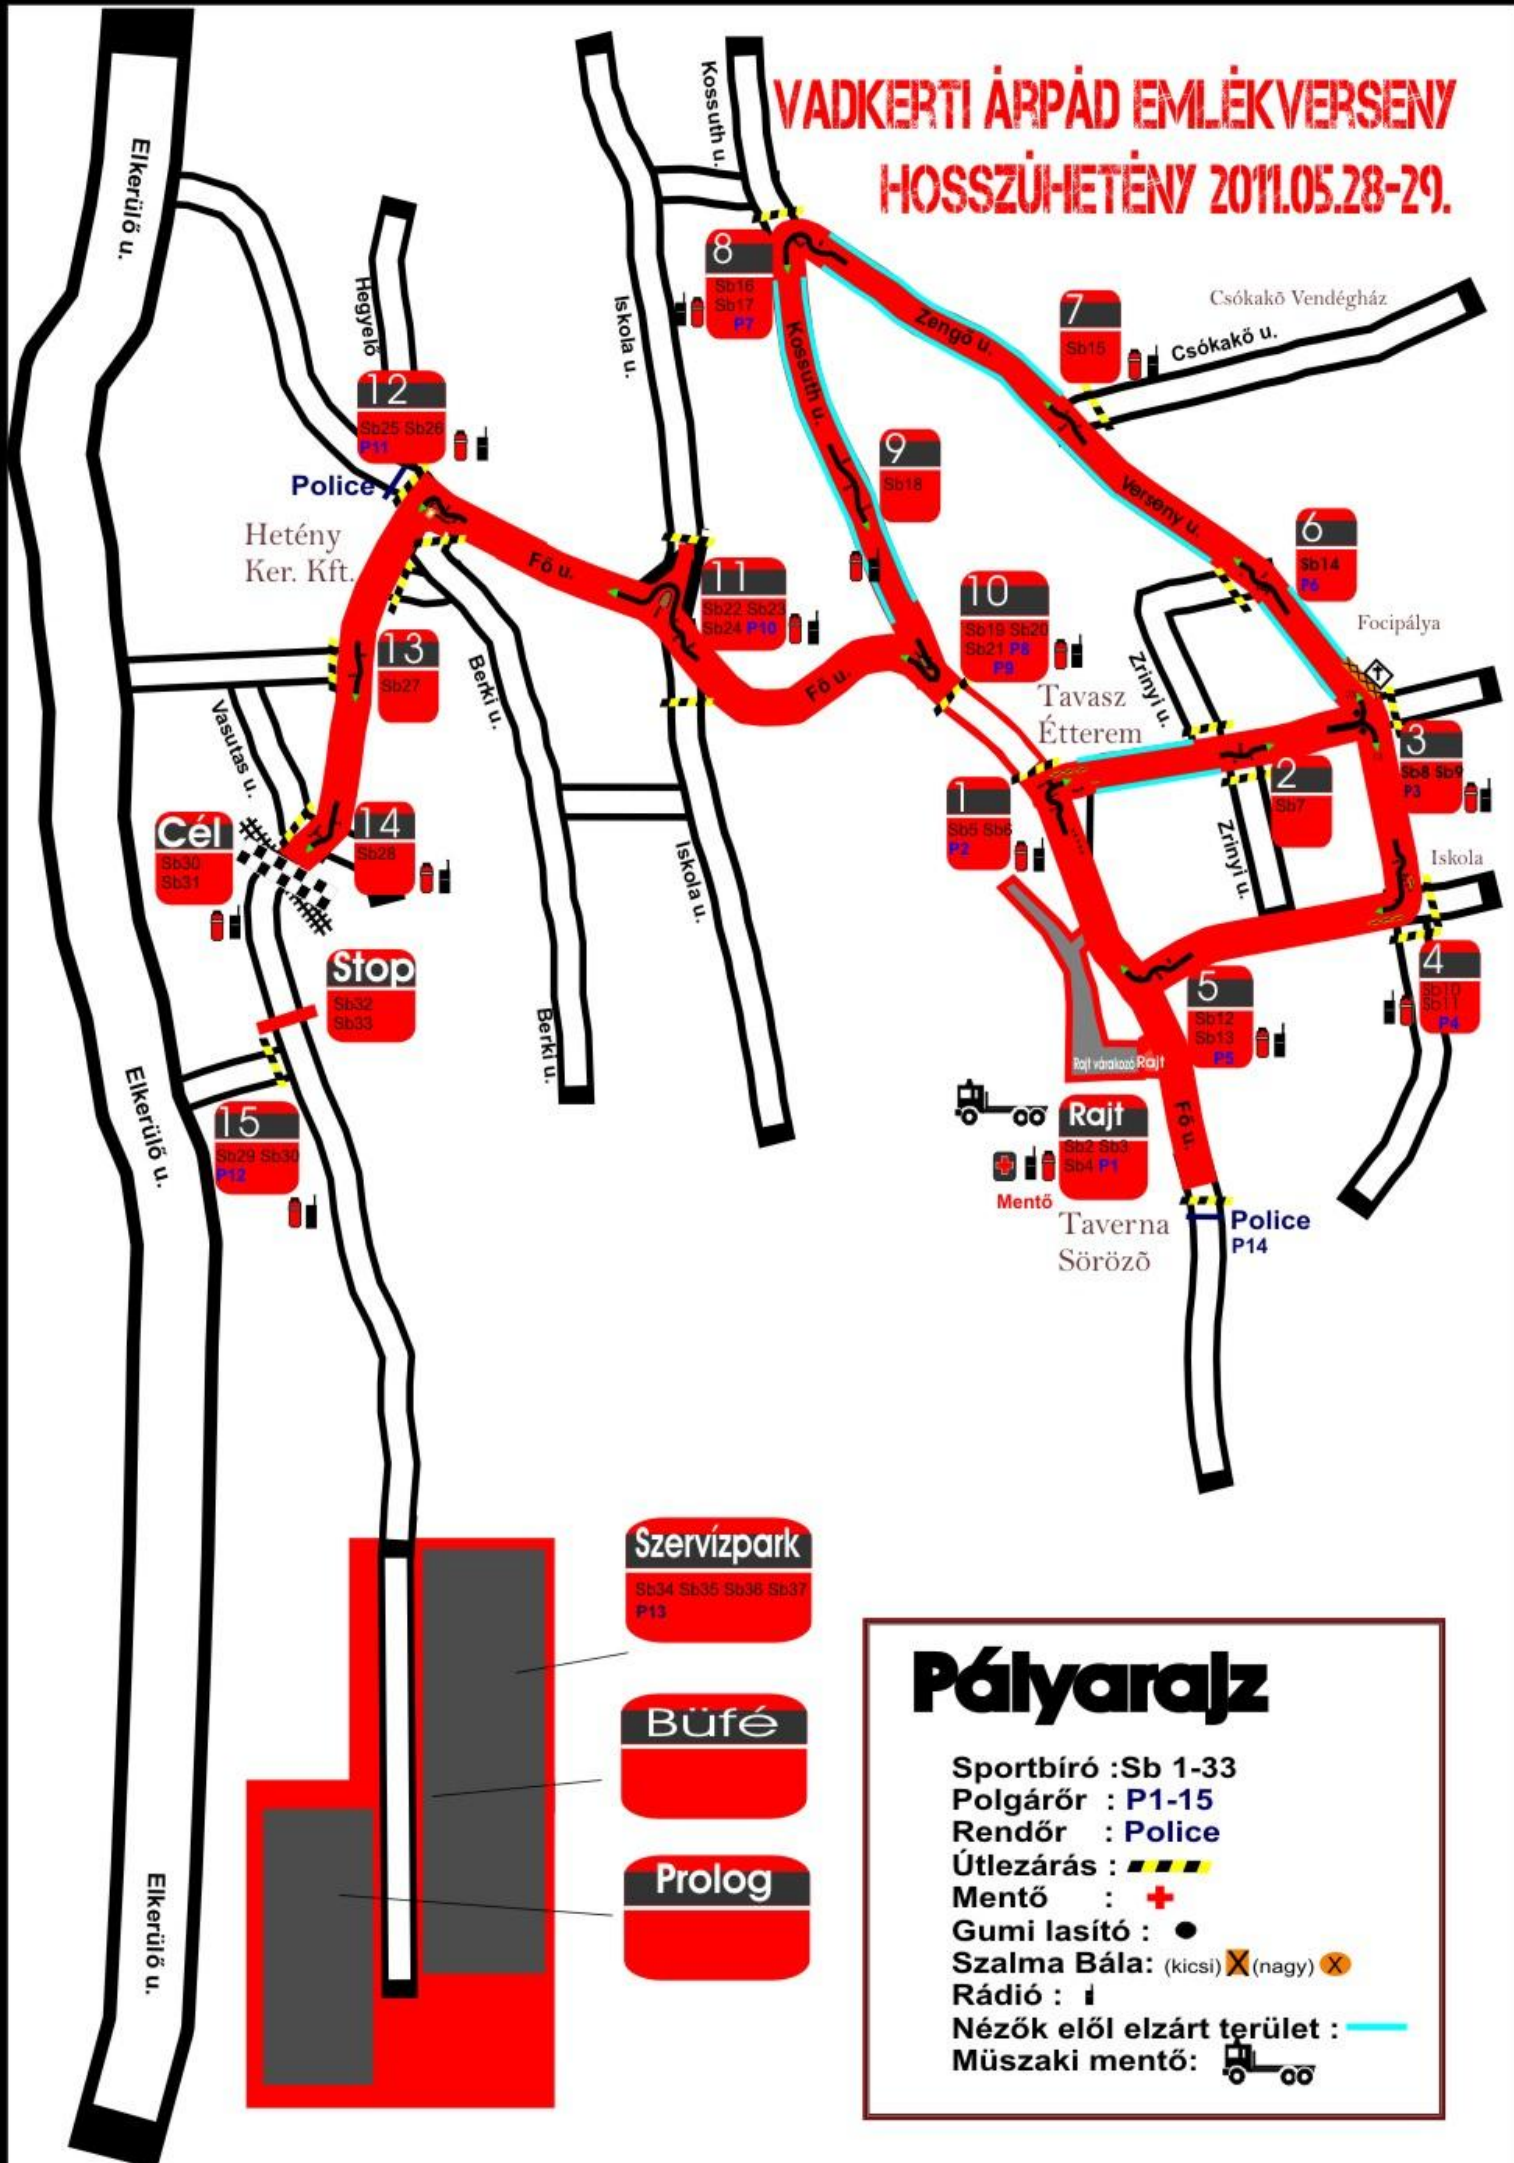 VADKERTI ÁRPÁD EMLÉKVERSENY
HOSSZÚHETÉNY 2011.05.28-29.
Elkerülő u.
Hegyelő
Iskola u.
Kossuth u.
8
Sb16
Sb17
P7
Kossuth u.
Zengő u.
7
Sb15
Csókakő Vendégház
Csókakő u.
12
Sb25 Sb26
P11
Police
Hetény
Ker. Kft.
Fő u.
9
Sb18
Verseny u.
6
Sb14
P6
Focipálya
11
Sb22 Sb23
Sb24 P10
10
Sb19 Sb20
Sb21 P8
P9
Fő u.
Tavasz
Étterem
Zrinyi u.
13
Sb27
Berki u.
Vasutas u.
3
Sb8 Sb9
P3
2
Sb7
1
Sb5 Sb6
P2
Zrinyi u.
Iskola
Cél
Sb30
Sb31
14
Sb28
Iskola u.
Stop
Sb32
Sb33
4
Sb10
Sb11
P4
5
Sb12
Sb13
P5
Berki u.
Rajt várakozó
Rajt
Elkerülő u.
15
Sb29 Sb30
P12
Rajt
Sb2 Sb3
Sb4 P1
Fő u.
Mentő
Taverna
Söröző
Police
P14
Szervízpark
Sb34 Sb35 Sb36 Sb37
P13
Büfé
Prolog
Elkerülő u.
Pályarajz
Sportbíró :Sb 1-33
Polgárőr : P1-15
Rendőr : Police
Útlezárás :
Mentő :
Gumi lasító :
Szalma Bála: (kicsi) X (nagy) X
Rádió :
Nézők elől elzárt terület :
Müszaki mentő: